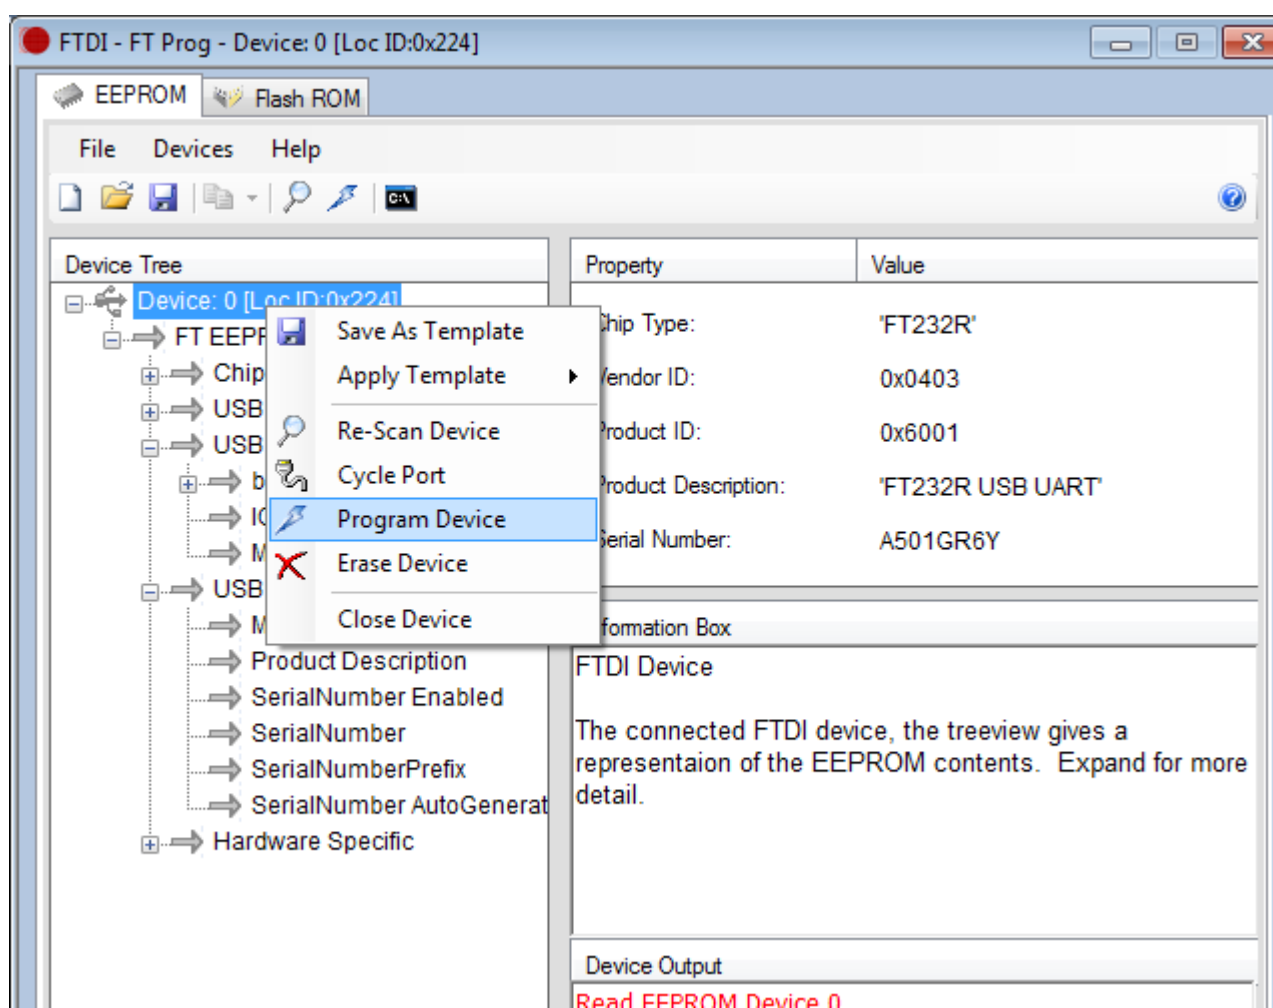 FTDI - FT Prog - Device: 0 [Loc ID:0x224]
EEPROM
Flash ROM
File Devices Help
C:\
Device Tree
Property
Value
Device: 0 [Loc ID:0x224]
FT EEPR
Chip
USB
USB
b
M
USB
M
Product Description
SerialNumber Enabled
SerialNumber
SerialNumberPrefix
SerialNumber AutoGenerat
Hardware Specific
Save As Template
Apply Template
Re-Scan Device
Cycle Port
Program Device
Erase Device
Close Device
Chip Type:
'FT232R'
Vendor ID:
0x0403
Product ID:
0x6001
Product Description:
'FT232R USB UART'
Serial Number:
A501GR6Y
formation Box
FTDI Device
The connected FTDI device, the treeview gives a
representaion of the EEPROM contents. Expand for more
detail.
Device Output
Read EEPROM Device 0